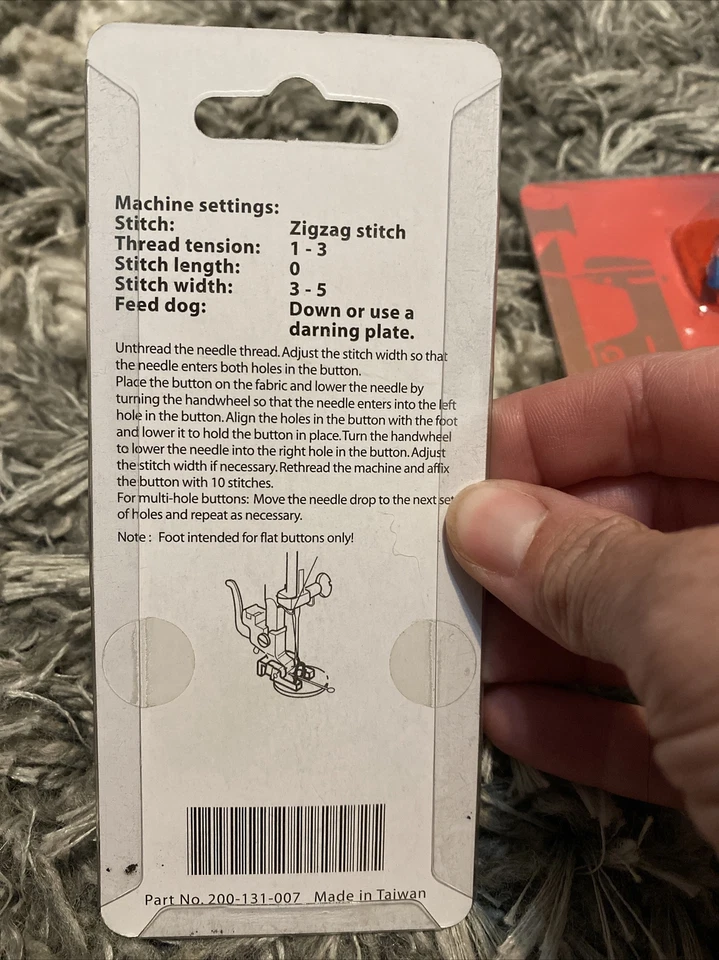 Machine settings:
Stitch: Zigzag stitch
Thread tension: 1 - 3
Stitch length: 0
Stitch width: 3 - 5
Feed dog: Down or use a
darning plate.
Unthread the needle thread. Adjust the stitch width so that
the needle enters both holes in the button.
Place the button on the fabric and lower the needle by
turning the handwheel so that the needle enters into the left
hole in the button. Align the holes in the button with the foot
and lower it to hold the button in place. Turn the handwheel
to lower the needle into the right hole in the button. Adjust
the stitch width if necessary. Rethread the machine and affix
the button with 10 stitches.
For multi-hole buttons: Move the needle drop to the next set
of holes and repeat as necessary.
Note : Foot intended for flat buttons only!
Part No. 200-131-007 Made in Taiwan